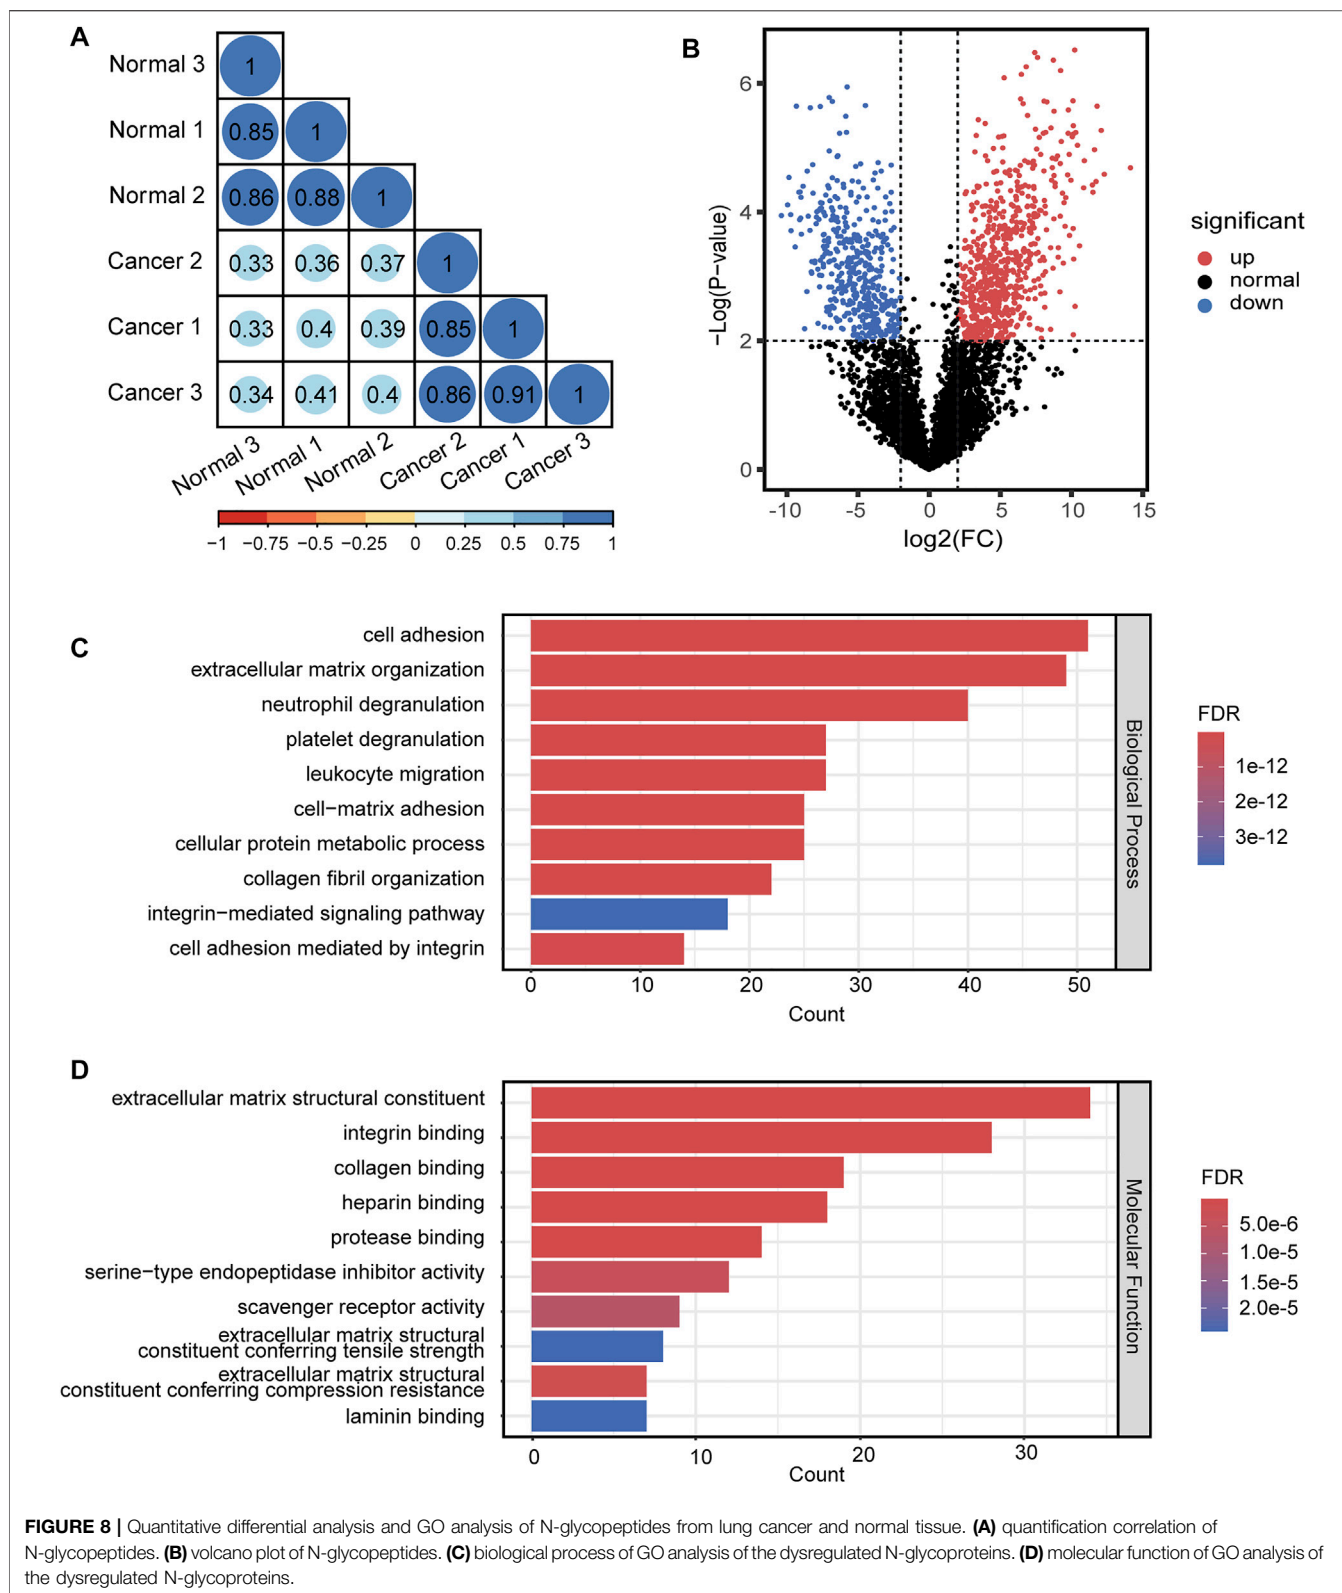 A
Normal 3
1
Normal 1
0.85 1
Normal 2
0.86 0.88 1
Cancer 2
0.33 0.36 0.37 1
Cancer 1
0.33 0.4 0.39 0.85 1
Cancer 3
0.34 0.41 0.4 0.86 0.91 1
Normal 3 Normal 1 Normal 2 Cancer 2 Cancer 1 Cancer 3
−1 −0.75 −0.5 −0.25 0 0.25 0.5 0.75 1
B
−Log(P−value)
6
4
2
0
-10 -5 0 5 10 15
log2(FC)
significant
up
normal
down
C
cell adhesion
extracellular matrix organization
neutrophil degranulation
platelet degranulation
leukocyte migration
cell−matrix adhesion
cellular protein metabolic process
collagen fibril organization
integrin−mediated signaling pathway
cell adhesion mediated by integrin
0 10 20 30 40 50
Count
Biological Process
FDR
1e-12
2e-12
3e-12
D
extracellular matrix structural constituent
integrin binding
collagen binding
heparin binding
protease binding
serine−type endopeptidase inhibitor activity
scavenger receptor activity
extracellular matrix structural
constituent conferring tensile strength
extracellular matrix structural
constituent conferring compression resistance
laminin binding
0 10 20 30
Count
Molecular Function
FDR
5.0e-6
1.0e-5
1.5e-5
2.0e-5
FIGURE 8 | Quantitative differential analysis and GO analysis of N-glycopeptides from lung cancer and normal tissue. (A) quantification correlation of
N-glycopeptides. (B) volcano plot of N-glycopeptides. (C) biological process of GO analysis of the dysregulated N-glycoproteins. (D) molecular function of GO analysis of
the dysregulated N-glycoproteins.